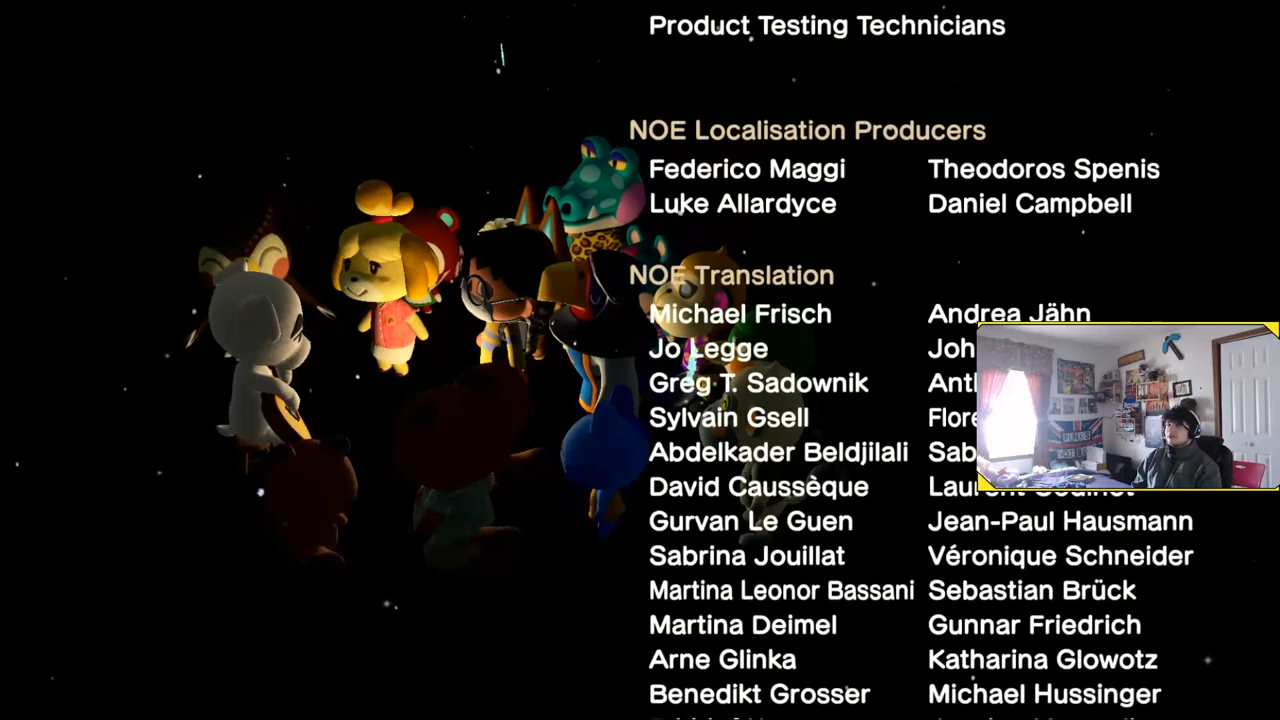 Product Testing Technicians
NOE Localisation Producers
Federico Maggi Theodoros Spenis
Luke Allardyce Daniel Campbell
NOE Translation
Michael Frisch Andrea Jähn
Jo Legge
Greg T. Sadownik
Sylvain Gsell
Abdelkader Beldjilali
David Caussèque
Gurvan Le Guen Jean-Paul Hausmann
Sabrina Jouillat Véronique Schneider
Martina Leonor Bassani Sebastian Brück
Martina Deimel Gunnar Friedrich
Arne Glinka Katharina Glowotz
Benedikt Grosser Michael Hussinger